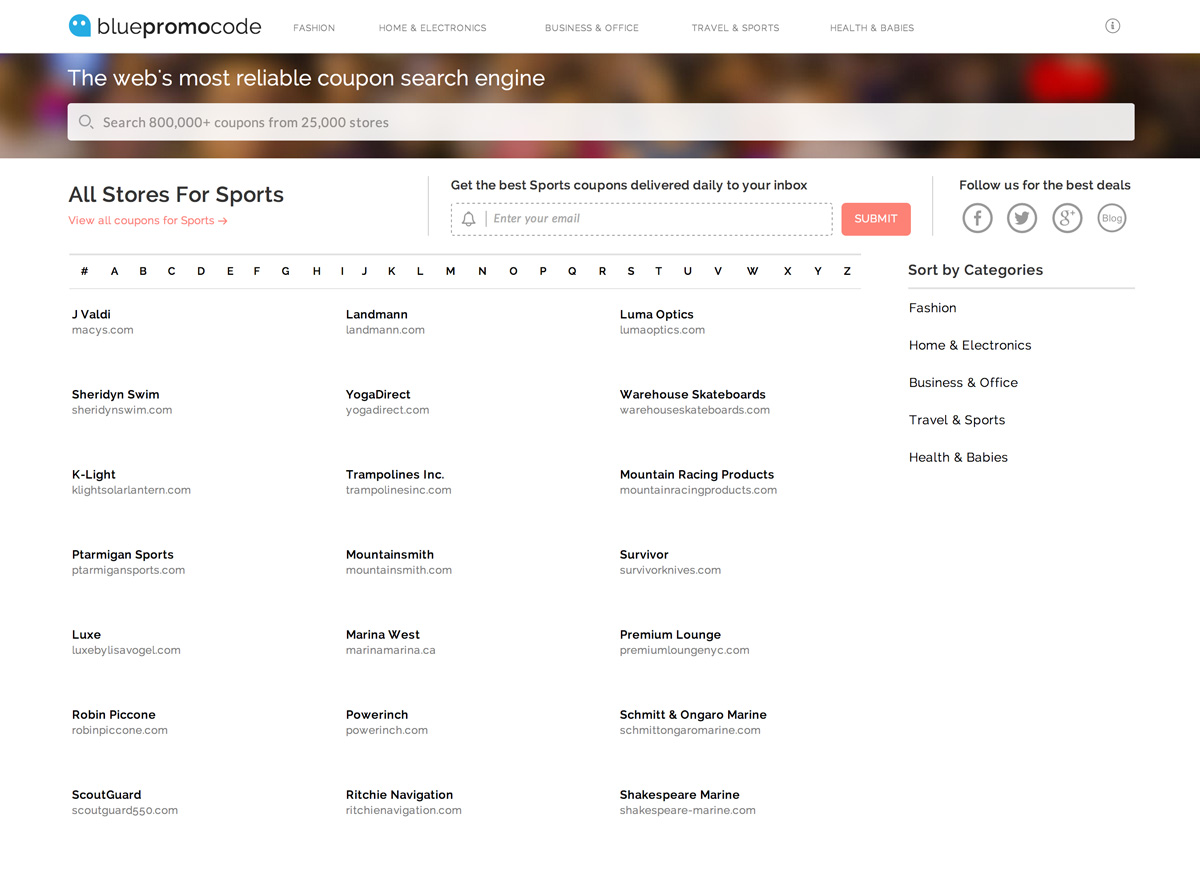 bluepromocode
FASHION
HOME & ELECTRONICS
BUSINESS & OFFICE
TRAVEL & SPORTS
HEALTH & BABIES
i
The web's most reliable coupon search engine
Search 800,000+ coupons from 25,000 stores
All Stores For Sports
View all coupons for Sports →
Get the best Sports coupons delivered daily to your inbox
Enter your email
SUBMIT
Follow us for the best deals
f
g+
Blog
# A B C D E F G H I J K L M N O P Q R S T U V W X Y Z
J Valdi
macys.com
Landmann
landmann.com
Luma Optics
lumaoptics.com
Sheridyn Swim
sheridynswim.com
YogaDirect
yogadirect.com
Warehouse Skateboards
warehouseskateboards.com
K-Light
klightsolarlantern.com
Trampolines Inc.
trampolinesinc.com
Mountain Racing Products
mountainracingproducts.com
Ptarmigan Sports
ptarmigansports.com
Mountainsmith
mountainsmith.com
Survivor
survivorknives.com
Luxe
luxebylisavogel.com
Marina West
marinamarina.ca
Premium Lounge
premiumloungenyc.com
Robin Piccone
robinpiccone.com
Powerinch
powerinch.com
Schmitt & Ongaro Marine
schmittongaromarine.com
ScoutGuard
scoutguard550.com
Ritchie Navigation
ritchienavigation.com
Shakespeare Marine
shakespeare-marine.com
Sort by Categories
Fashion
Home & Electronics
Business & Office
Travel & Sports
Health & Babies